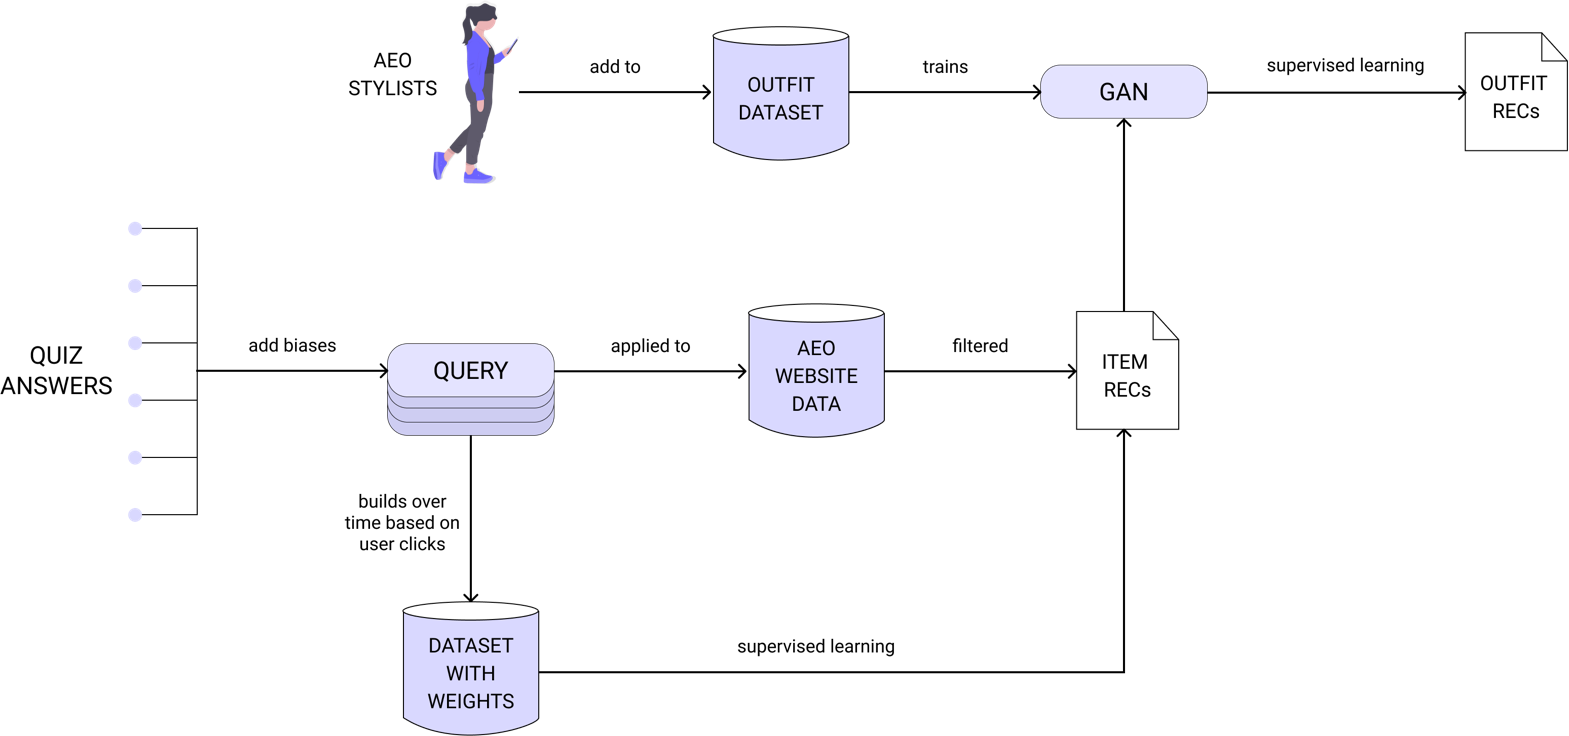 AEO
STYLISTS
add to
OUTFIT
DATASET
trains
GAN
supervised learning
OUTFIT
RECs
QUIZ
ANSWERS
add biases
QUERY
applied to
AEO
WEBSITE
DATA
filtered
ITEM
RECs
builds over
time based on
user clicks
DATASET
WITH
WEIGHTS
supervised learning